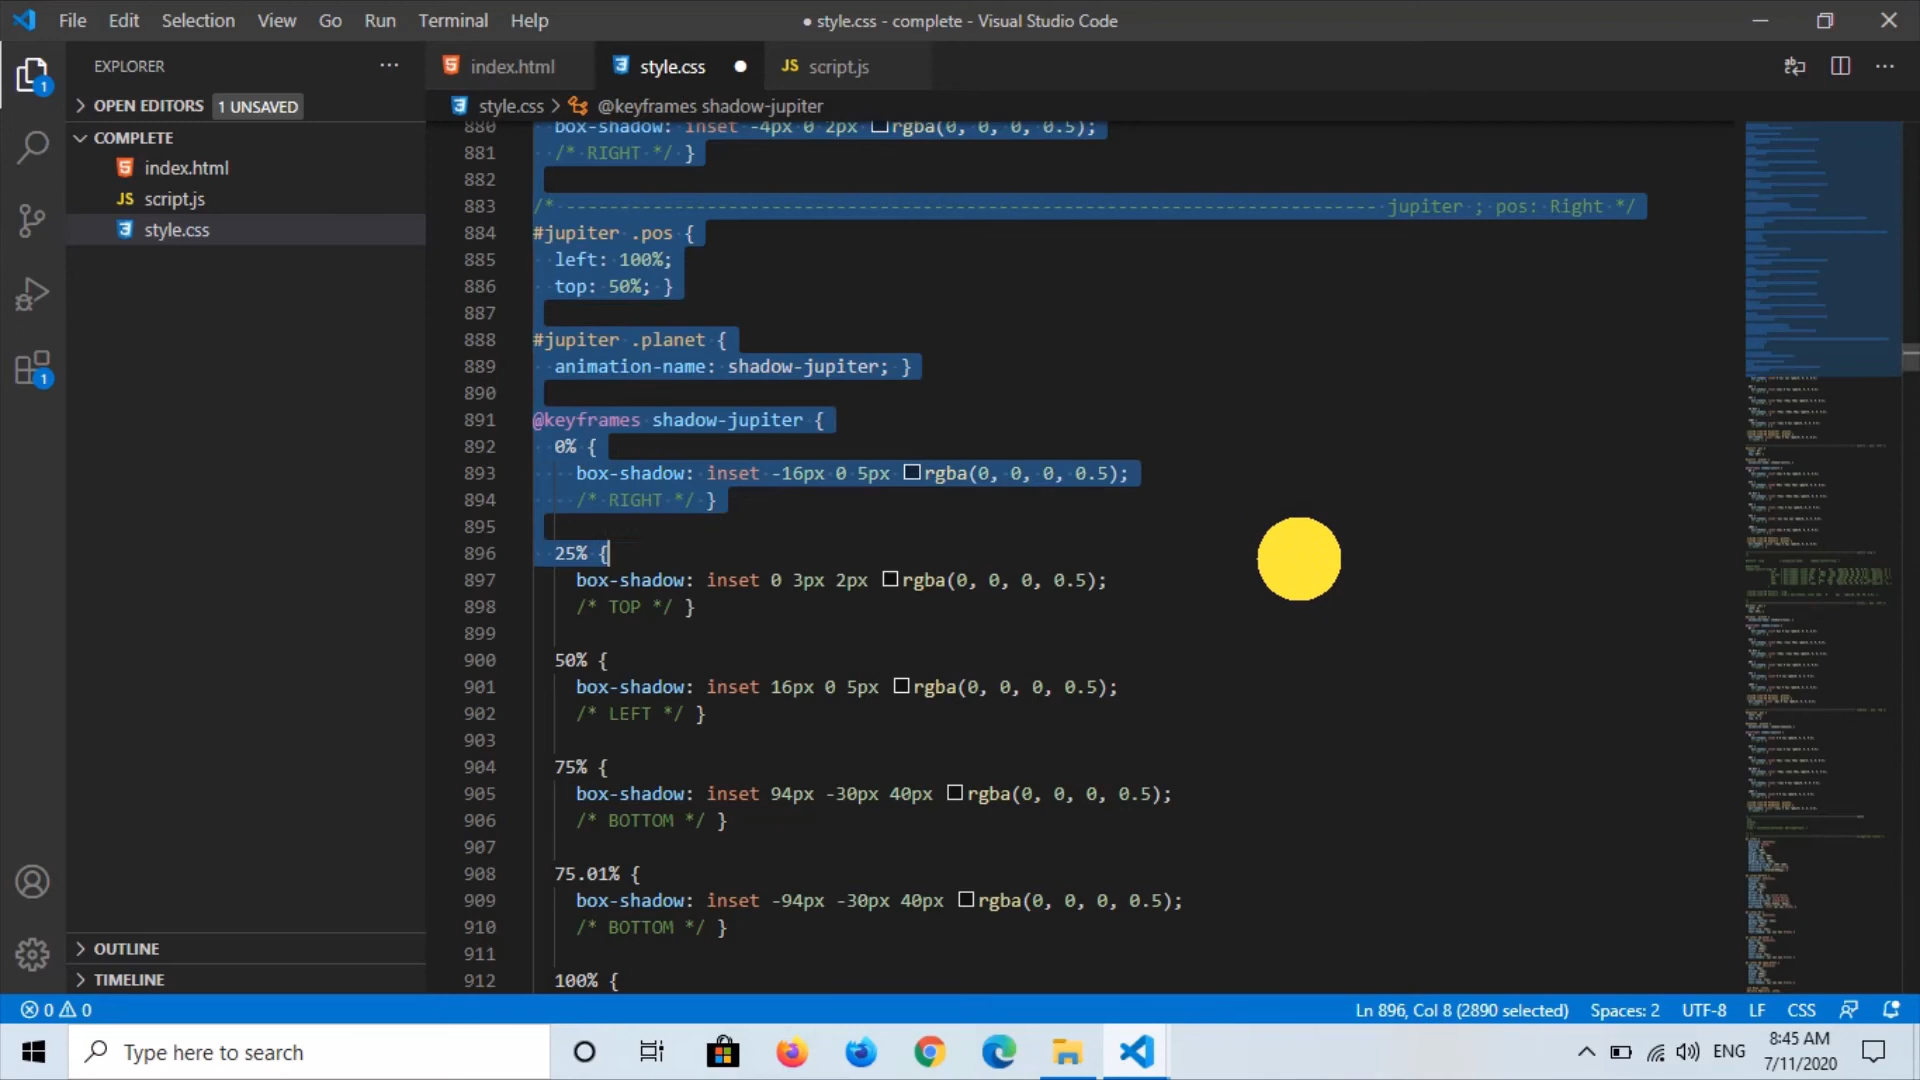 File Edit Selection View Go Run Terminal Help
● style.css - complete - Visual Studio Code
EXPLORER
index.html
style.css
JS script.js
OPEN EDITORS 1 UNSAVED
style.css > @keyframes shadow-jupiter
COMPLETE
index.html
JS script.js
style.css
880 box-shadow: inset -4px 0 2px rgba(0, 0, 0, 0.5);
881 /* RIGHT */ }
882
883 /* --------------------------------------------------------------------------- jupiter ; pos: Right */
884 #jupiter .pos {
885 left: 100%;
886 top: 50%; }
887
888 #jupiter .planet {
889 animation-name: shadow-jupiter; }
890
891 @keyframes shadow-jupiter {
892 0% {
893 box-shadow: inset -16px 0 5px rgba(0, 0, 0, 0.5);
894 /* RIGHT */ }
895
896 25% {
897 box-shadow: inset 0 3px 2px rgba(0, 0, 0, 0.5);
898 /* TOP */ }
899
900 50% {
901 box-shadow: inset 16px 0 5px rgba(0, 0, 0, 0.5);
902 /* LEFT */ }
903
904 75% {
905 box-shadow: inset 94px -30px 40px rgba(0, 0, 0, 0.5);
906 /* BOTTOM */ }
907
908 75.01% {
909 box-shadow: inset -94px -30px 40px rgba(0, 0, 0, 0.5);
910 /* BOTTOM */ }
911
912 100% {
1
1
OUTLINE
TIMELINE
0 0
Ln 896, Col 8 (2890 selected) Spaces: 2 UTF-8 LF CSS
Type here to search
ENG
8:45 AM
7/11/2020